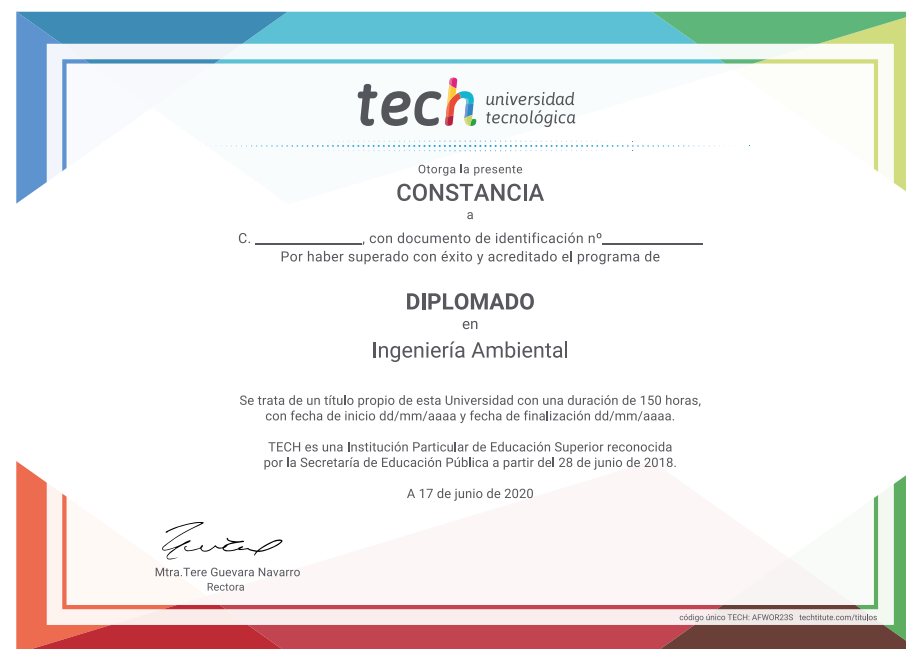 tech universidad
tecnológica
Otorga la presente
CONSTANCIA
a
C. ______________, con documento de identificación nº_____________
Por haber superado con éxito y acreditado el programa de
DIPLOMADO
en
Ingeniería Ambiental
Se trata de un título propio de esta Universidad con una duración de 150 horas,
con fecha de inicio dd/mm/aaaa y fecha de finalización dd/mm/aaaa.
TECH es una Institución Particular de Educación Superior reconocida
por la Secretaría de Educación Pública a partir del 28 de junio de 2018.
A 17 de junio de 2020
Mtra.Tere Guevara Navarro
Rectora
código único TECH: AFWOR23S techtitute.com/titulos